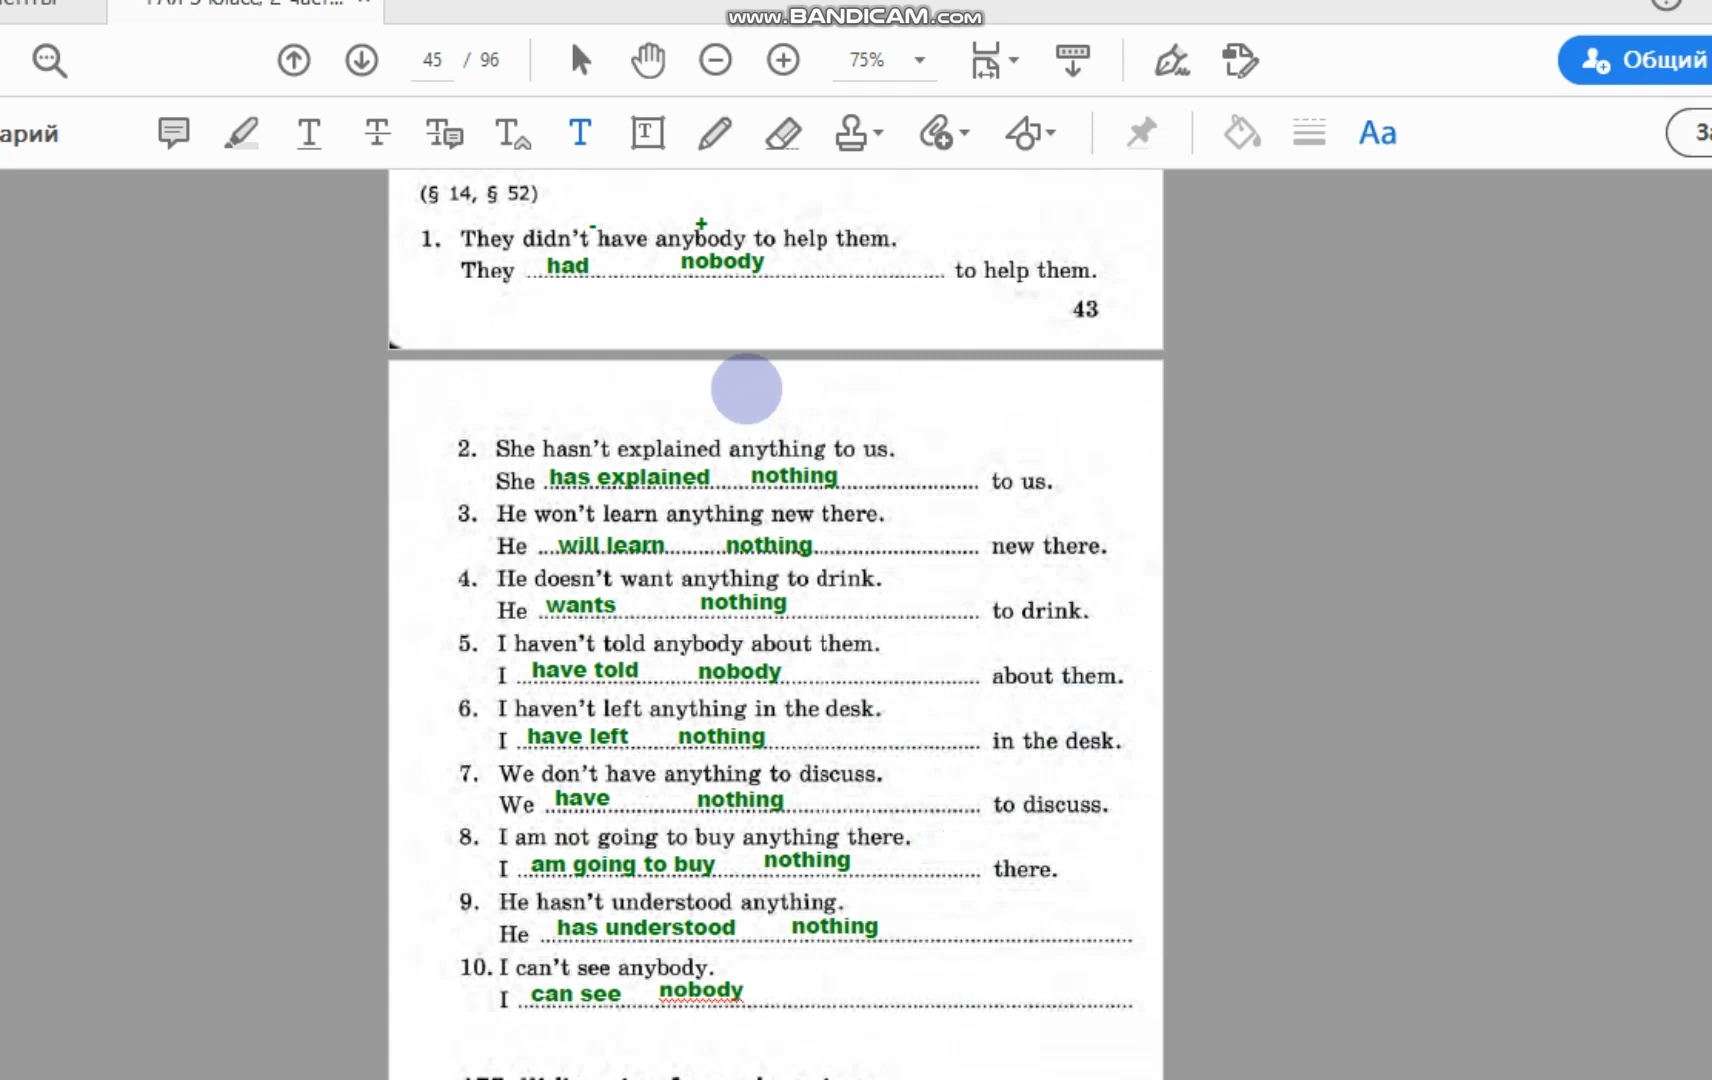 www.BANDICAM.com
45 / 96
75%
Общий
арий
Aa
(§ 14, § 52)
- +
1. They didn't have anybody to help them.
They had nobody to help them.
43
2. She hasn't explained anything to us.
She has explained nothing to us.
3. He won't learn anything new there.
He will learn nothing new there.
4. He doesn't want anything to drink.
He wants nothing to drink.
5. I haven't told anybody about them.
I have told nobody about them.
6. I haven't left anything in the desk.
I have left nothing in the desk.
7. We don't have anything to discuss.
We have nothing to discuss.
8. I am not going to buy anything there.
I am going to buy nothing there.
9. He hasn't understood anything.
He has understood nothing
10. I can't see anybody.
I can see nobody